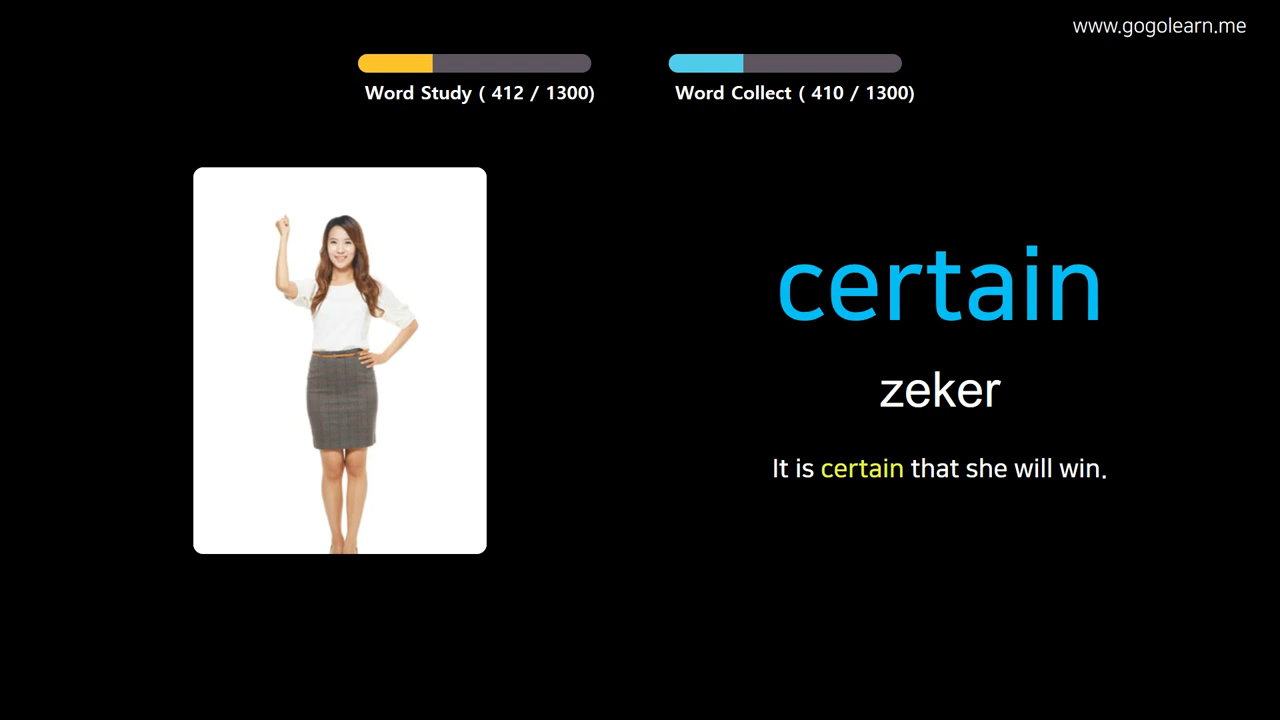 www.gogolearn.me
Word Study ( 412 / 1300)
Word Collect ( 410 / 1300)
certain
zeker
It is certain that she will win.